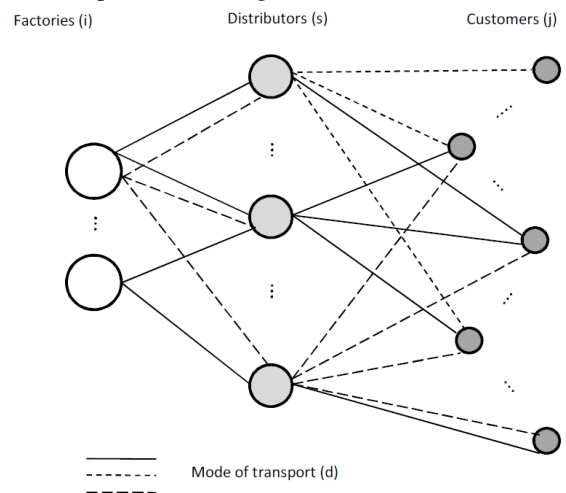 Factories (i)
Distributors (s)
Customers (j)
Mode of transport (d)